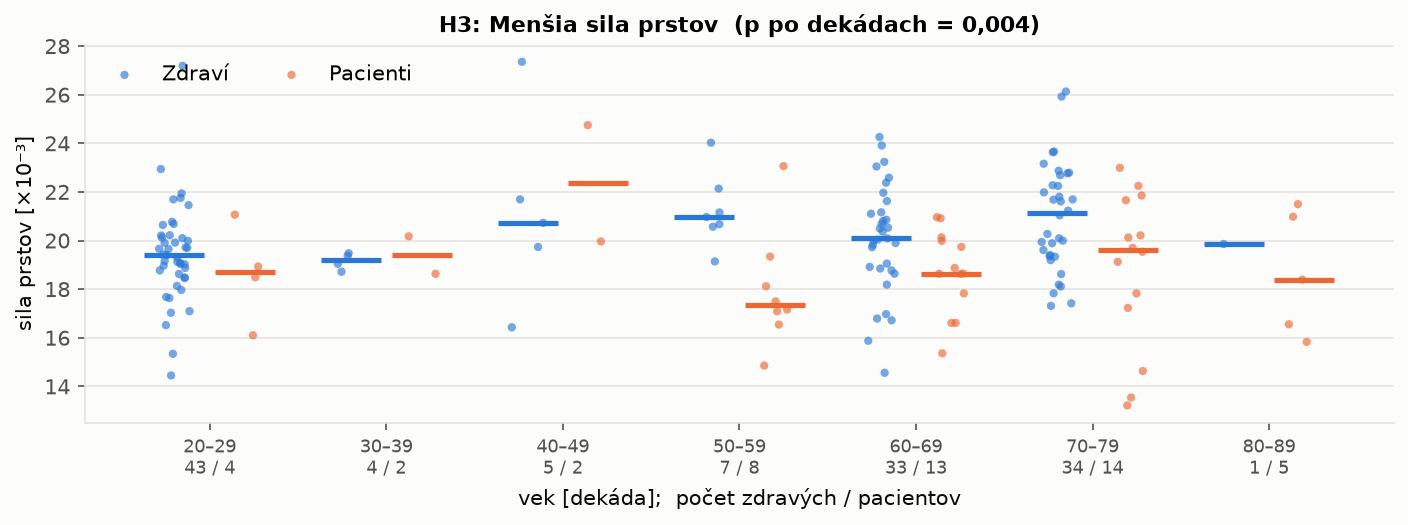 H3: Menšia sila prstov  (p po dekádach = 0,004)
Zdraví
Pacienti
sila prstov [×10⁻³]
28
26
24
22
20
18
16
14
20–29
43 / 4
30–39
4 / 2
40–49
5 / 2
50–59
7 / 8
60–69
33 / 13
70–79
34 / 14
80–89
1 / 5
vek [dekáda];  počet zdravých / pacientov